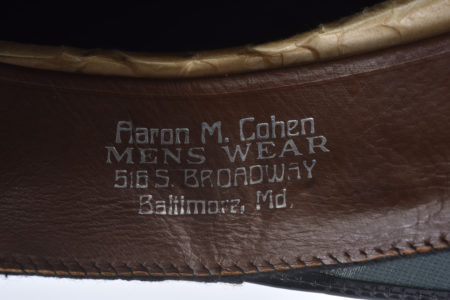 Aaron M. Cohen
MENS WEAR
516 S. BROADWAY
Baltimore, Md.